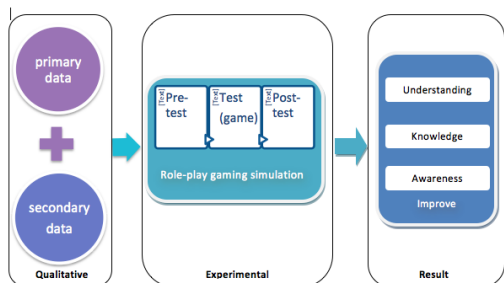 primary
data
secondary
data
Qualitative
[Text]
Pre-
test
[Text]
Test
(game)
[Text]
Post-
test
Role-play gaming simulation
Experimental
Understanding
Knowledge
Awareness
Improve
Result